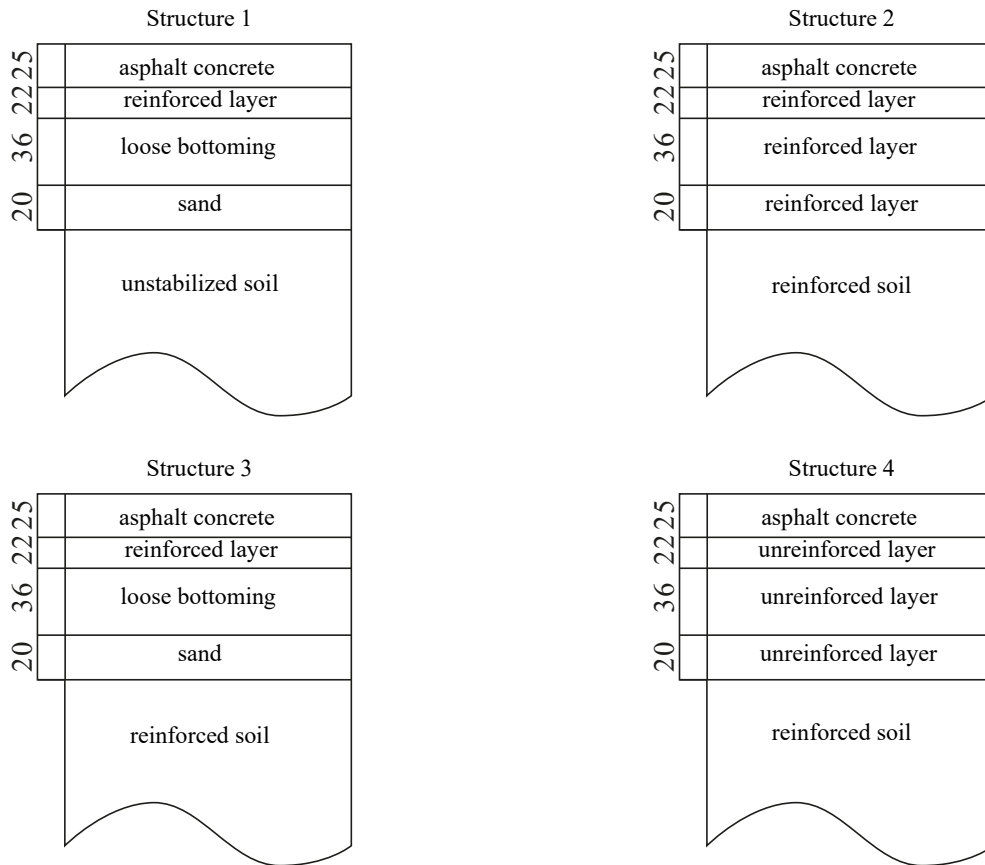 Structure 1
25 asphalt concrete
22 reinforced layer
36 loose bottoming
20 sand
unstabilized soil
Structure 2
25 asphalt concrete
22 reinforced layer
36 reinforced layer
20 reinforced layer
reinforced soil
Structure 3
25 asphalt concrete
22 reinforced layer
36 loose bottoming
20 sand
reinforced soil
Structure 4
25 asphalt concrete
22 unreinforced layer
36 unreinforced layer
20 unreinforced layer
reinforced soil